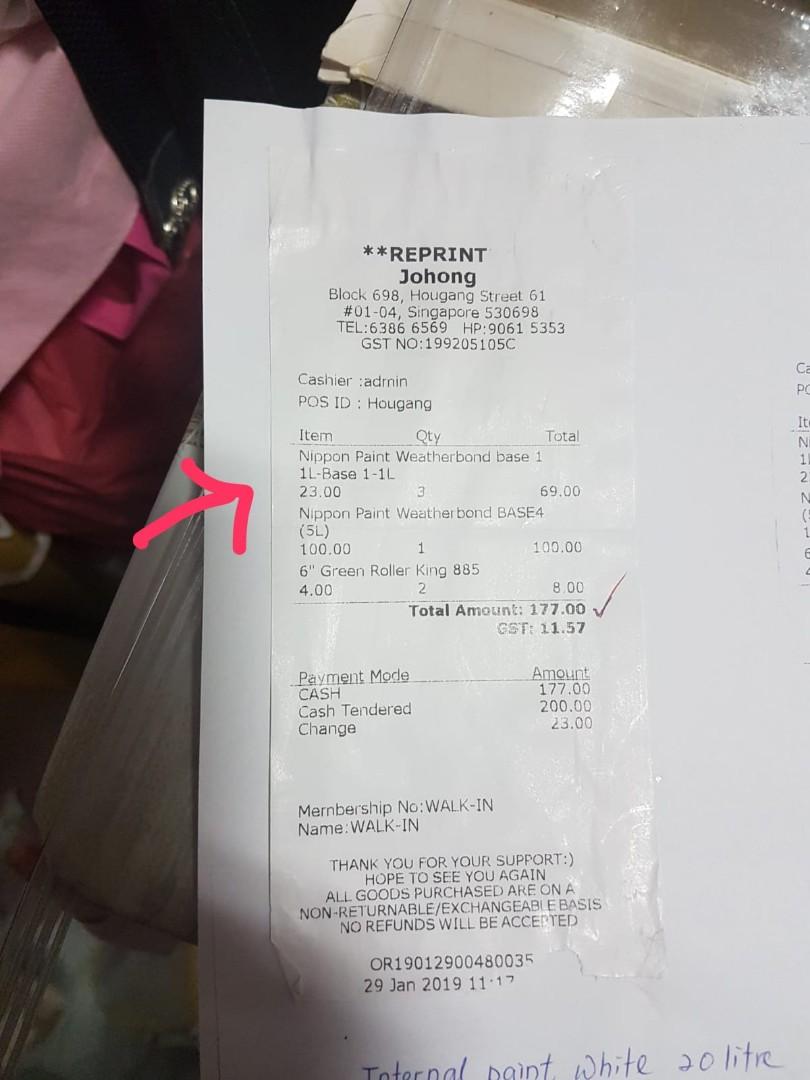 **REPRINT
Johong
Block 698, Hougang Street 61
#01-04, Singapore 530698
TEL:6386 6569 HP:9061 5353
GST NO:199205105C
Cashier :admin
POS ID : Hougang
Item Qty Total
Nippon Paint Weatherbond base 1
1L-Base 1-1L
23.00 3 69.00
Nippon Paint Weatherbond BASE4
(5L)
100.00 1 100.00
6" Green Roller King 885
4.00 2 8.00
Total Amount: 177.00
GST: 11.57
Payment Mode Amount
CASH 177.00
Cash Tendered 200.00
Change 23.00
Membership No:WALK-IN
Name:WALK-IN
THANK YOU FOR YOUR SUPPORT:)
HOPE TO SEE YOU AGAIN
ALL GOODS PURCHASED ARE ON A
NON-RETURNABLE/EXCHANGEABLE BASIS
NO REFUNDS WILL BE ACCEPTED
OR19012900480035
29 Jan 2019 11:17
Internal paint white 20 litre